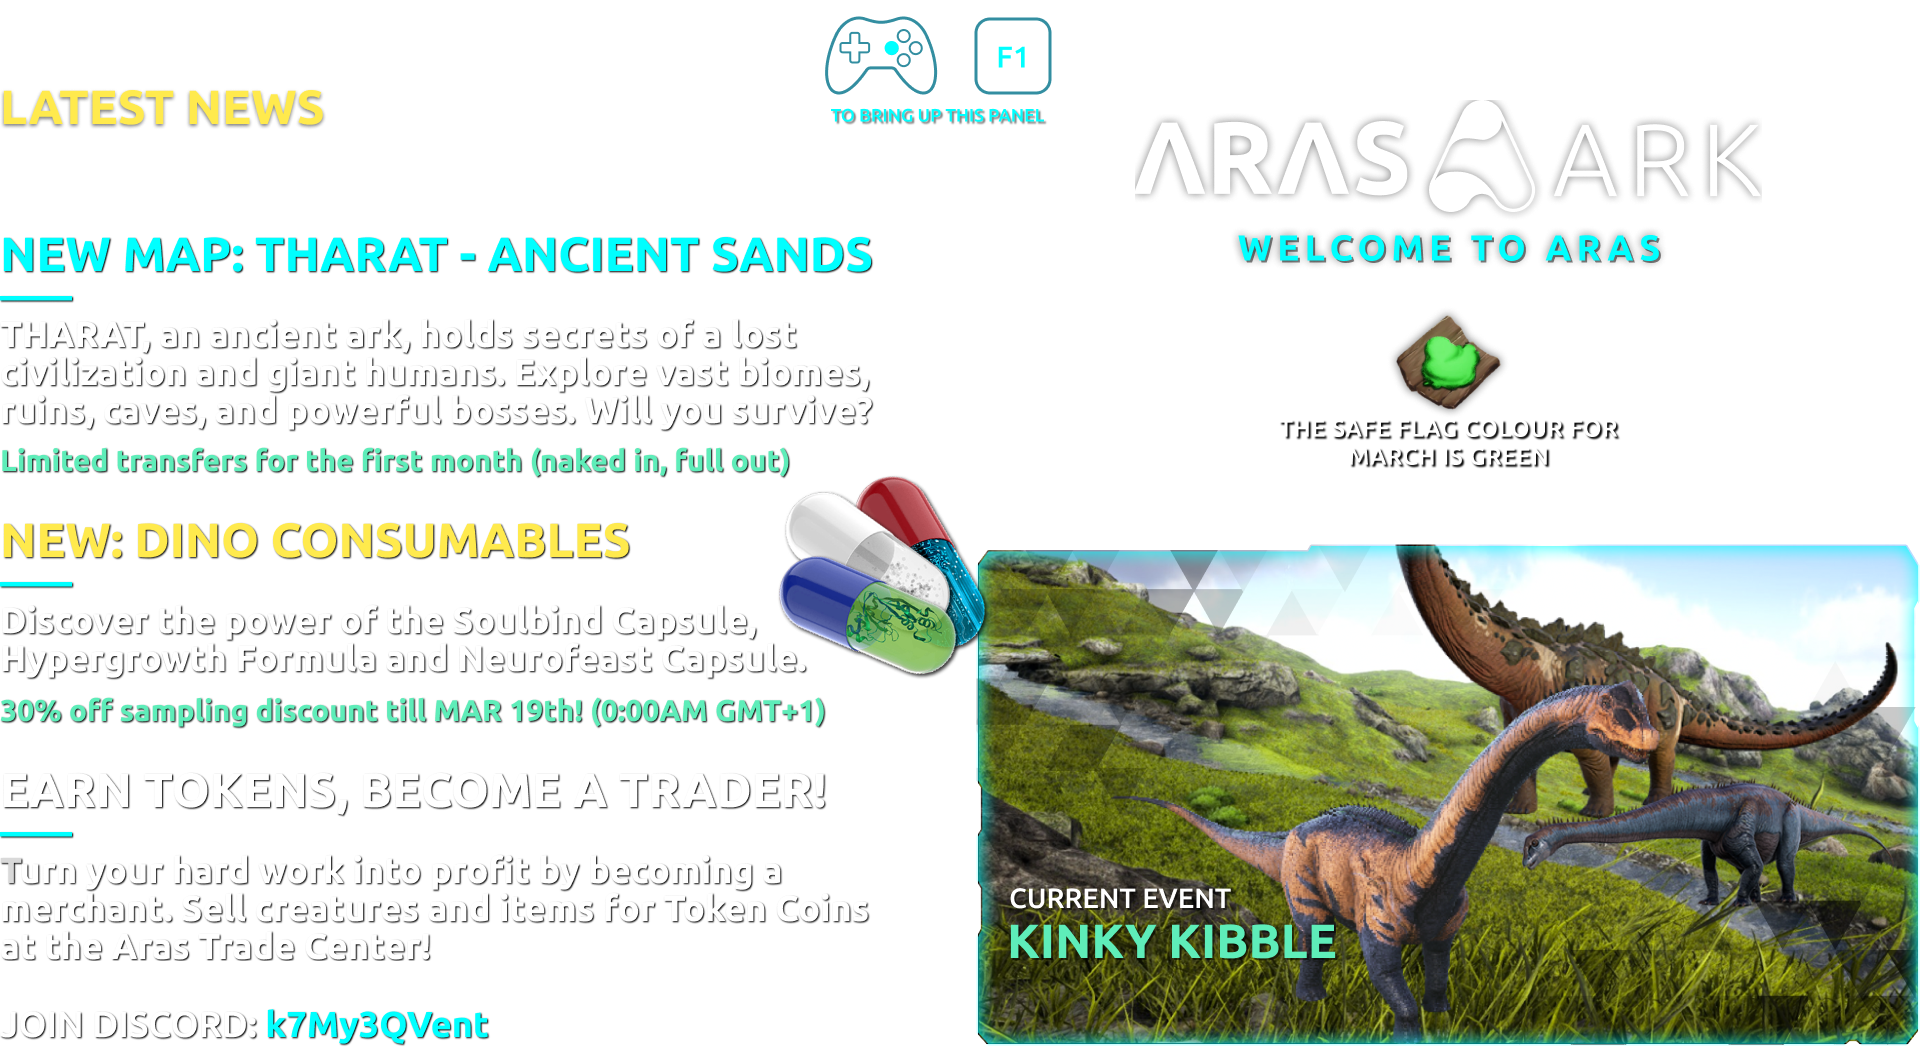 F1
TO BRING UP THIS PANEL
LATEST NEWS
NEW MAP: THARAT - ANCIENT SANDS
THARAT, an ancient ark, holds secrets of a lost
civilization and giant humans. Explore vast biomes,
ruins, caves, and powerful bosses. Will you survive?
Limited transfers for the first month (naked in, full out)
NEW: DINO CONSUMABLES
Discover the power of the Soulbind Capsule,
Hypergrowth Formula and Neurofeast Capsule.
30% off sampling discount till MAR 19th! (0:00AM GMT+1)
EARN TOKENS, BECOME A TRADER!
Turn your hard work into profit by becoming a
merchant. Sell creatures and items for Token Coins
at the Aras Trade Center!
JOIN DISCORD: k7My3QVent
ARAS ARK
WELCOME TO ARAS
THE SAFE FLAG COLOUR FOR
MARCH IS GREEN
CURRENT EVENT
KINKY KIBBLE